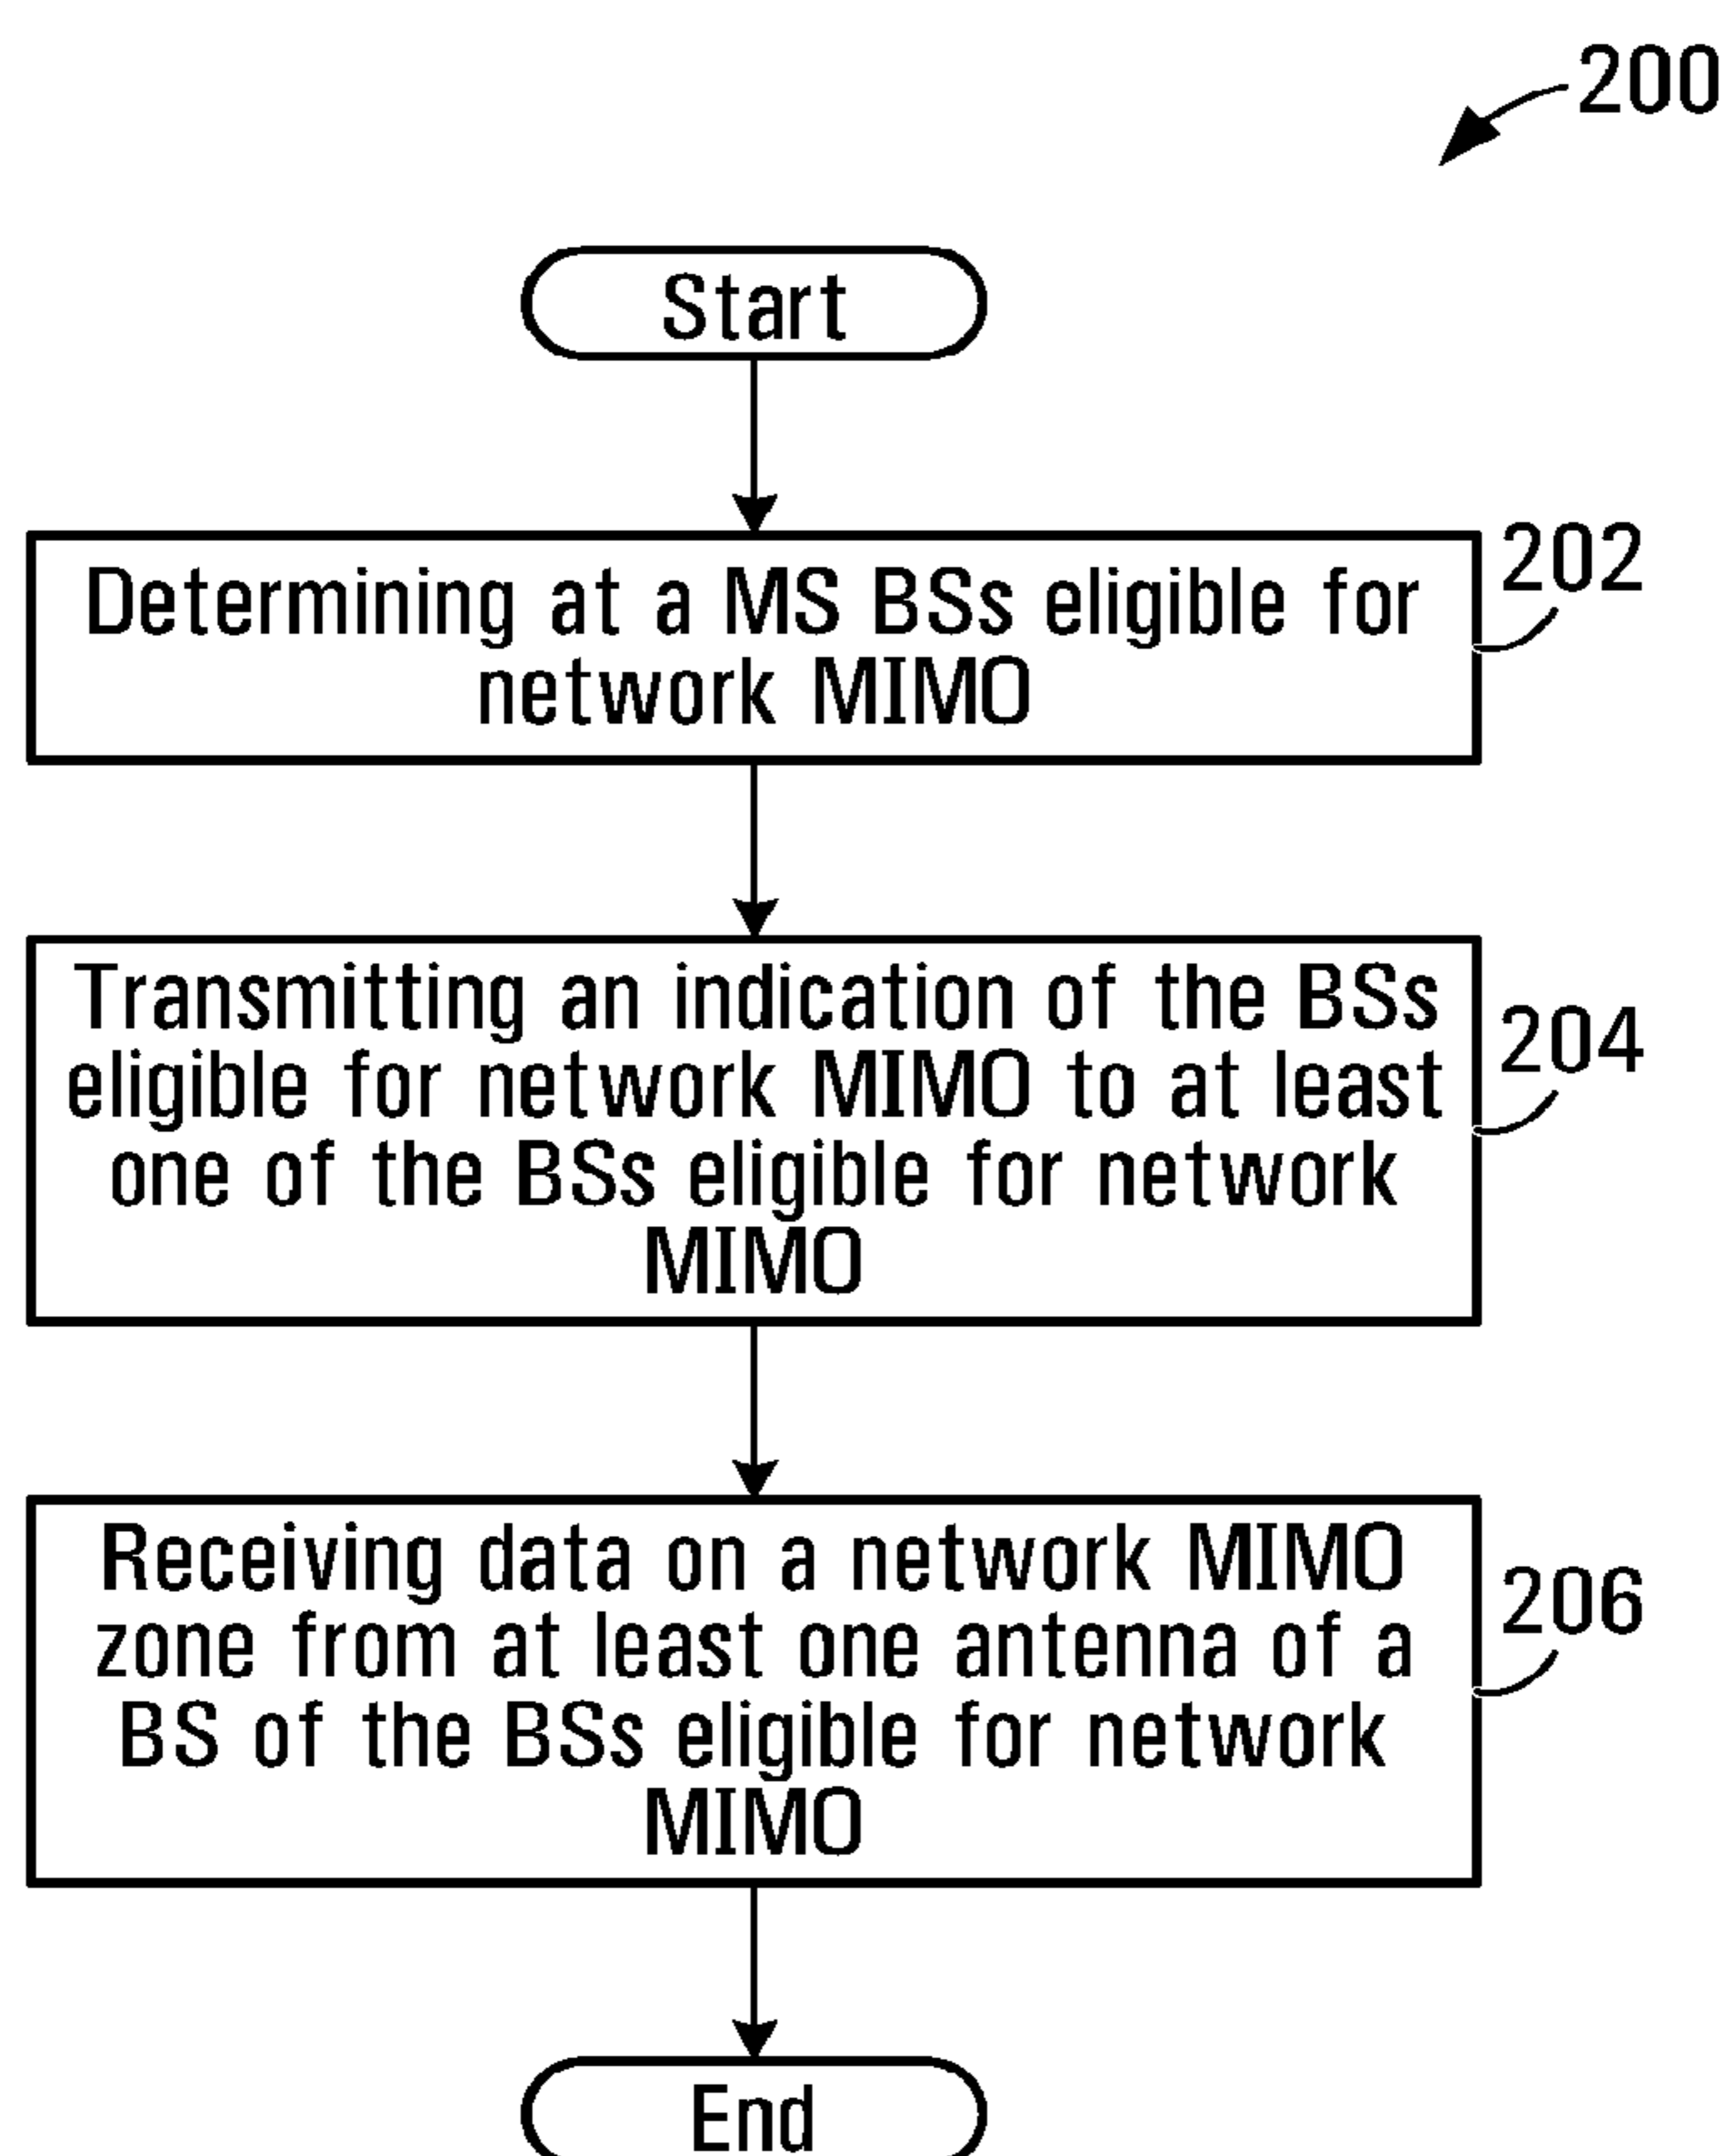 200
Start
Determining at a MS BSs eligible for
network MIMO
202
Transmitting an indication of the BSs
eligible for network MIMO to at least
one of the BSs eligible for network
MIMO
204
Receiving data on a network MIMO
zone from at least one antenna of a
BS of the BSs eligible for network
MIMO
206
End